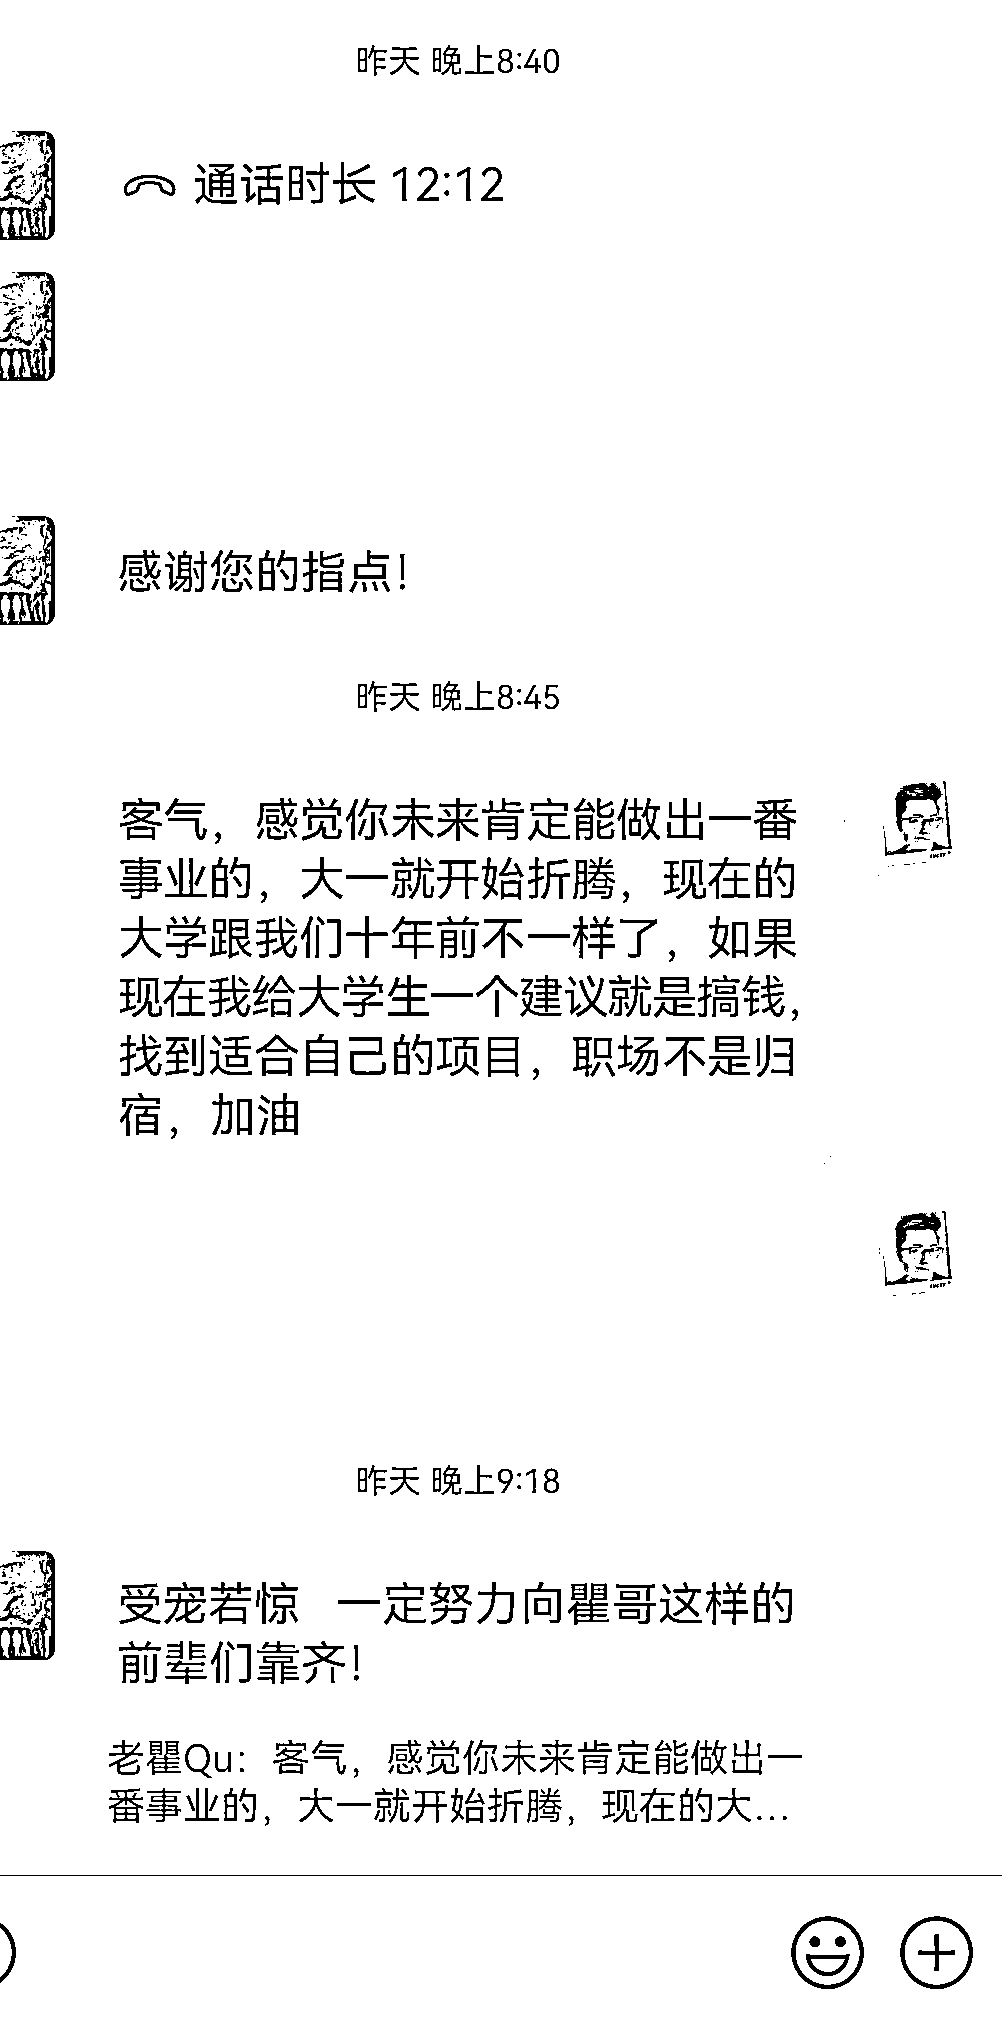 昨天 晚上8:40
通话时长 12:12
感谢您的指点！
昨天 晚上8:45
客气，感觉你未来肯定能做出一番
事业的，大一就开始折腾，现在的
大学跟我们十年前不一样了，如果
现在我给大学生一个建议就是搞钱，
找到适合自己的项目，职场不是归
宿，加油
昨天 晚上9:18
受宠若惊 一定努力向瞿哥这样的
前辈们靠齐！
老瞿Qu：客气，感觉你未来肯定能做出一
番事业的，大一就开始折腾，现在的大...